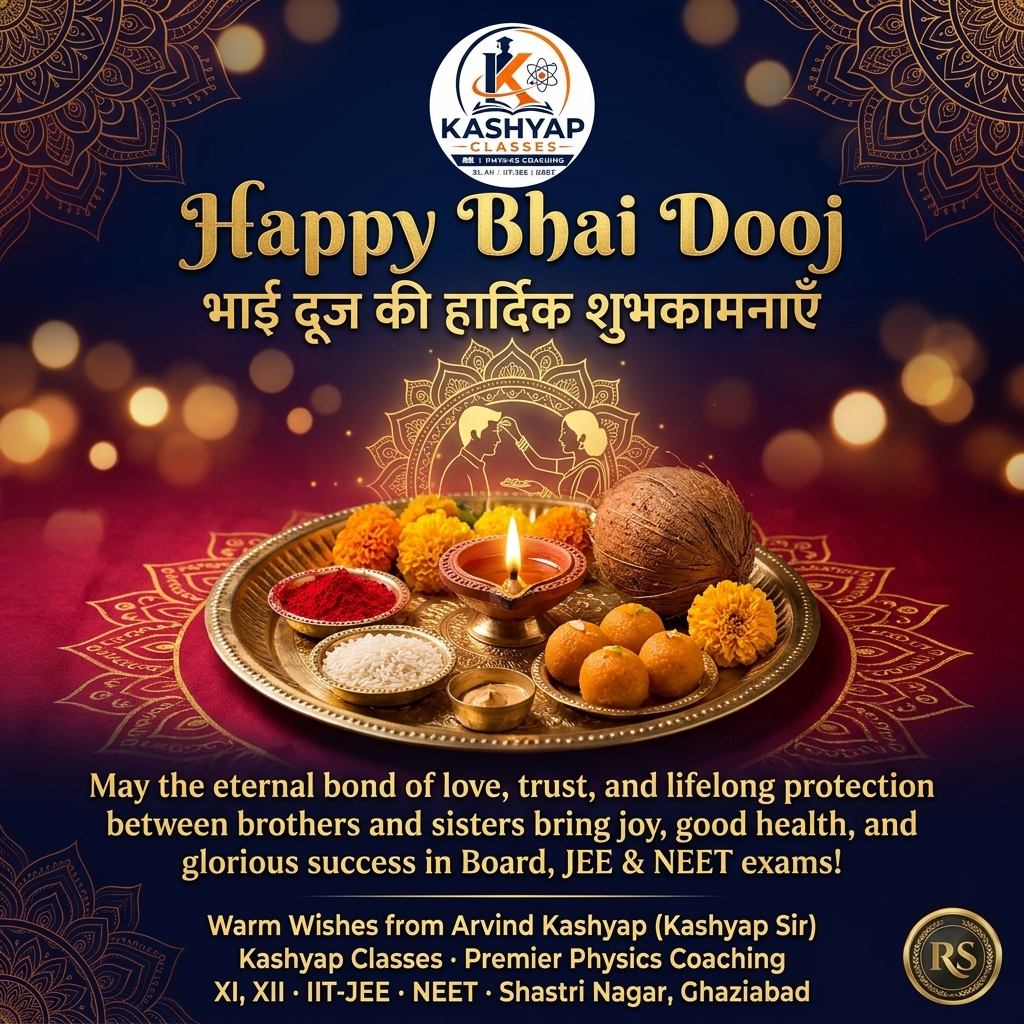 KASHYAP
CLASSES
Happy Bhai Dooj
भाई दूज की हार्दिक शुभकामनाएँ
May the eternal bond of love, trust, and lifelong protection
between brothers and sisters bring joy, good health, and
glorious success in Board, JEE & NEET exams!
Warm Wishes from Arvind Kashyap (Kashyap Sir)
Kashyap Classes · Premier Physics Coaching
XI, XII · IIT-JEE · NEET · Shastri Nagar, Ghaziabad
RS